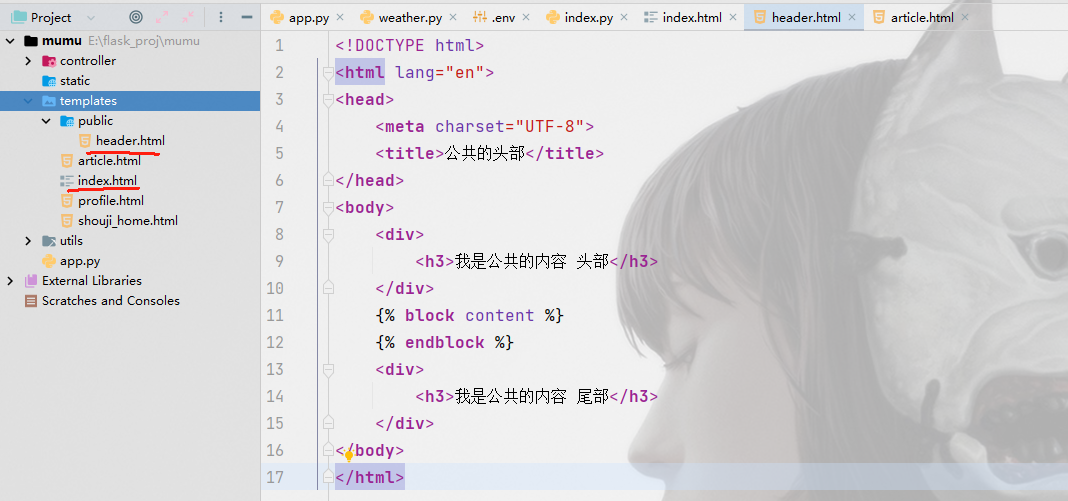 Project
app.py
weather.py
.env
index.py
index.html
header.html
article.html
mumu E:\flask_proj\mumu
controller
static
templates
public
header.html
article.html
index.html
profile.html
shouji_home.html
utils
app.py
External Libraries
Scratches and Consoles
1 <!DOCTYPE html>
2 <html lang="en">
3 <head>
4 <meta charset="UTF-8">
5 <title>公共的头部</title>
6 </head>
7 <body>
8 <div>
9 <h3>我是公共的内容 头部</h3>
10 </div>
11 {% block content %}
12 {% endblock %}
13 <div>
14 <h3>我是公共的内容 尾部</h3>
15 </div>
16 </body>
17 </html>